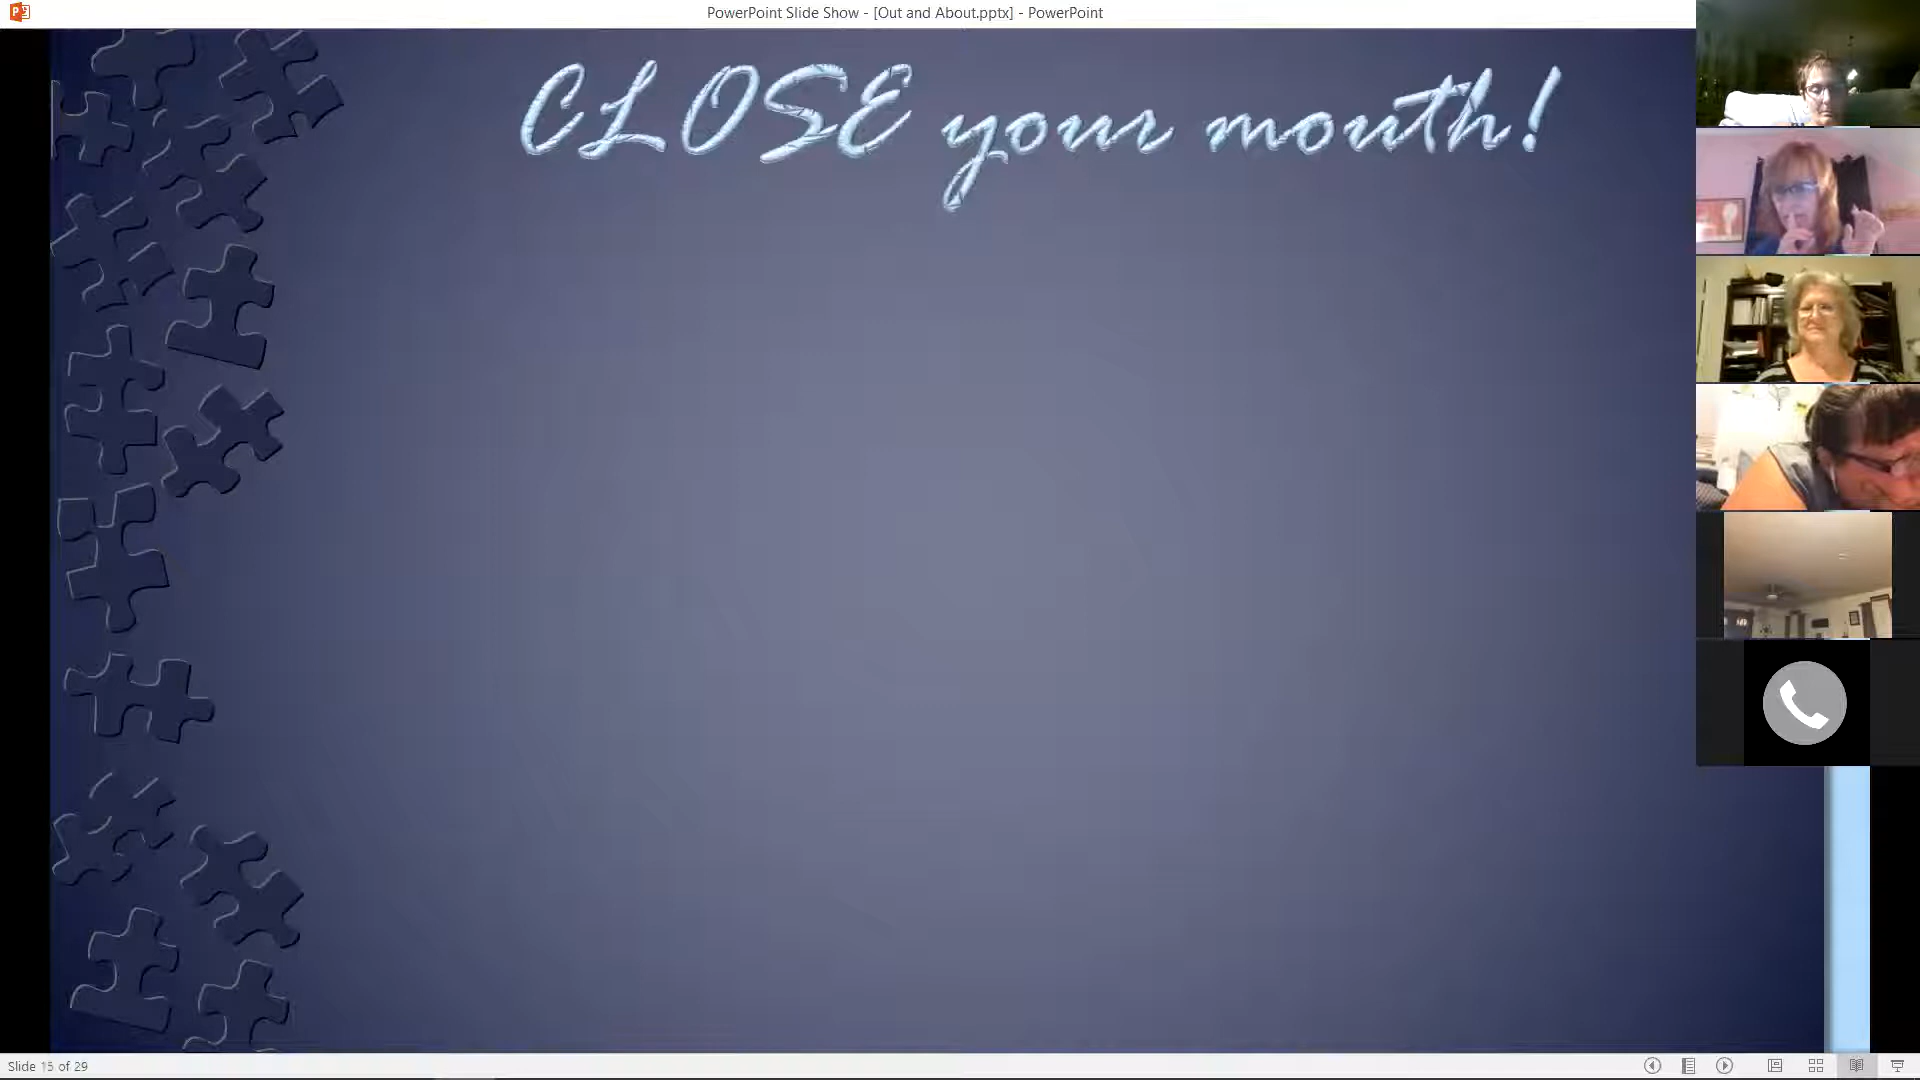 PowerPoint Slide Show - [Out and About.pptx] - PowerPoint
CLOSE your mouth!
Slide 15 of 29